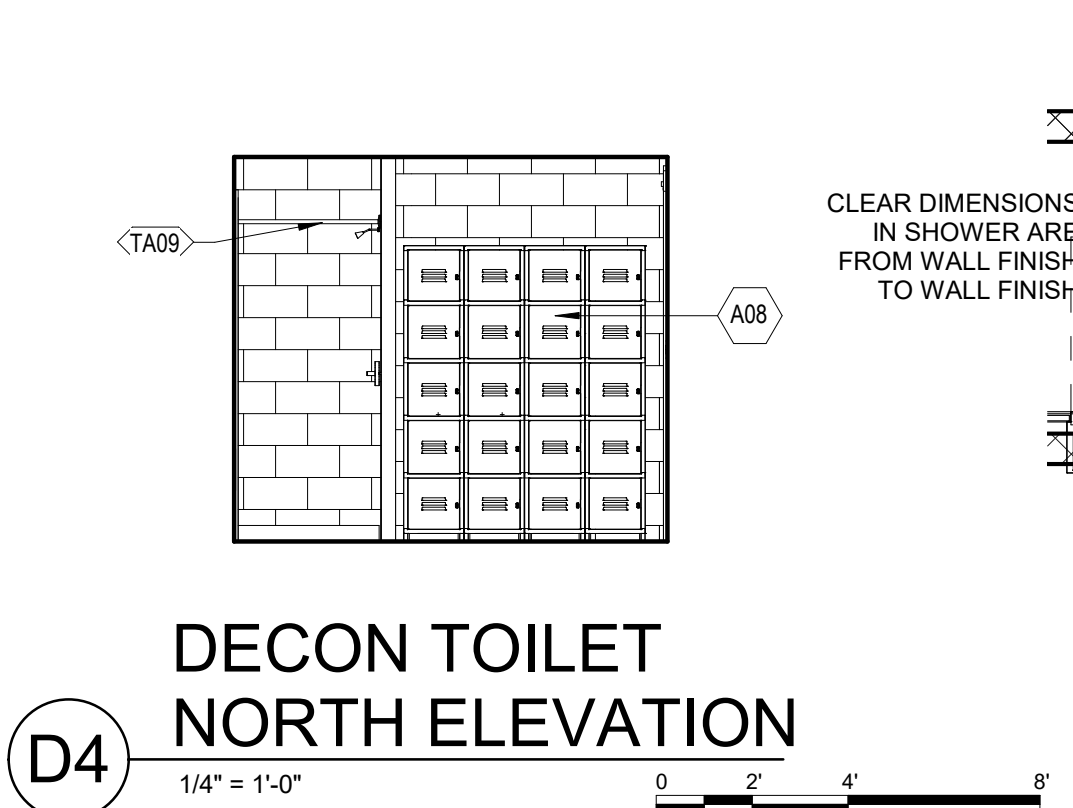 TA09
A08
CLEAR DIMENSIONS
IN SHOWER ARE
FROM WALL FINISH
TO WALL FINISH
DECON TOILET
NORTH ELEVATION
D4
1/4" = 1'-0"
0 2' 4' 8'